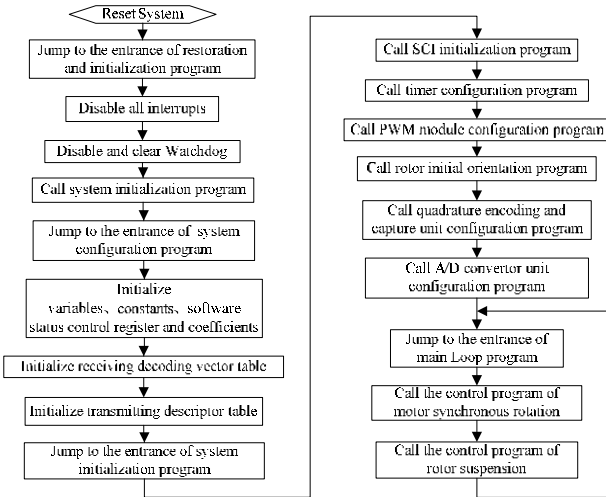 Reset System
Jump to the entrance of restoration
and initialization program
Disable all interrupts
Disable and clear Watchdog
Call system initialization program
Jump to the entrance of system
configuration program
Initialize
variables、constants、software
status control register and coefficients
Initialize receiving decoding vector table
Initialize transmitting descriptor table
Jump to the entrance of system
initialization program
Call SCI initialization program
Call timer configuration program
Call PWM module configuration program
Call rotor initial orientation program
Call quadrature encoding and
capture unit configuration program
Call A/D convertor unit
configuration program
Jump to the entrance of
main Loop program
Call the control program of
motor synchronous rotation
Call the control program of
rotor suspension